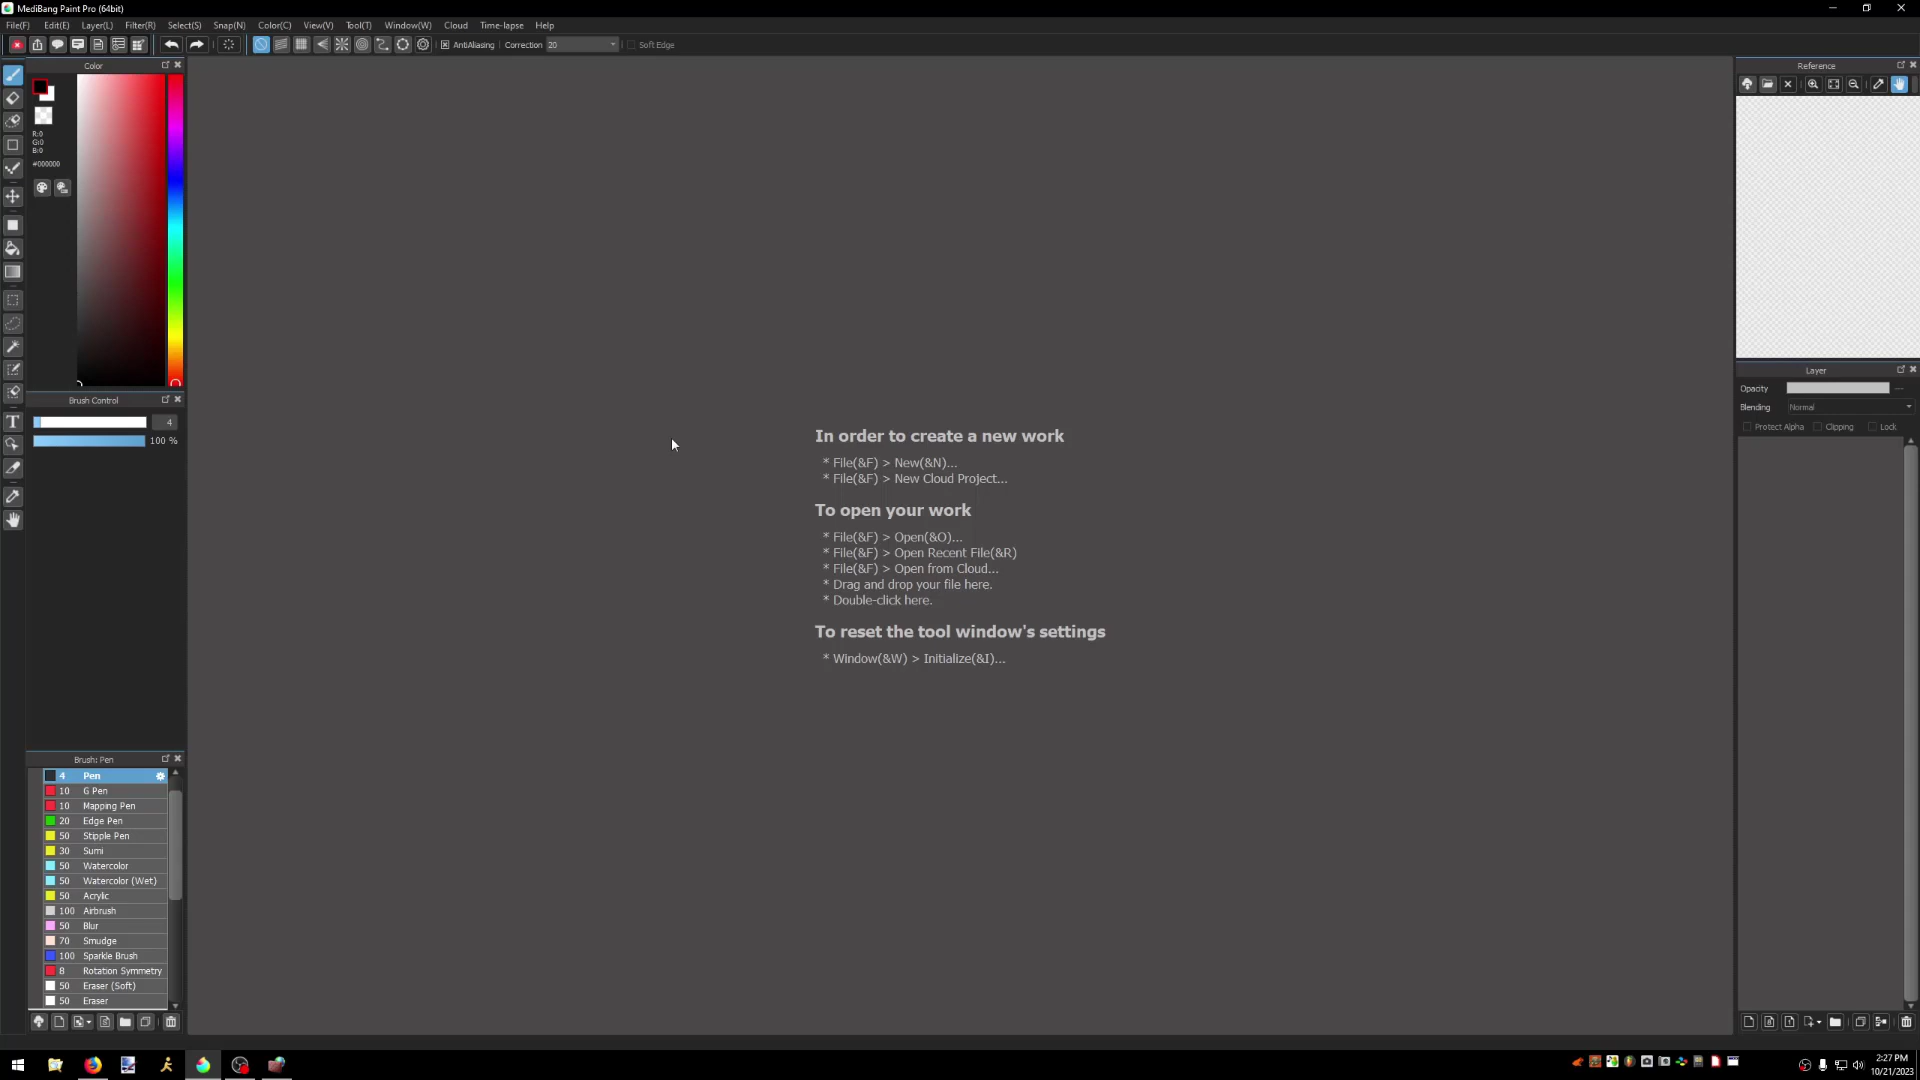 MediBang Paint Pro (64bit)
File(F) Edit(E) Layer(L) Filter(R) Select(S) Snap(N) Color(C) View(V) Tool(T) Window(W) Cloud Time-lapse Help
AntiAliasing Correction 20 Soft Edge
Color
R:0
G:0
B:0
#000000
Brush Control
4
100 %
Brush: Pen
4 Pen
10 G Pen
10 Mapping Pen
20 Edge Pen
50 Stipple Pen
30 Sumi
50 Watercolor
50 Watercolor (Wet)
50 Acrylic
100 Airbrush
50 Blur
70 Smudge
100 Sparkle Brush
8 Rotation Symmetry
50 Eraser (Soft)
50 Eraser
In order to create a new work
* File(&F) > New(&N)...
* File(&F) > New Cloud Project...
To open your work
* File(&F) > Open(&O)...
* File(&F) > Open Recent File(&R)
* File(&F) > Open from Cloud...
* Drag and drop your file here.
* Double-click here.
To reset the tool window's settings
* Window(&W) > Initialize(&I)...
Reference
Layer
Opacity
Blending Normal
Protect Alpha Clipping Lock
2:27 PM
10/21/2023